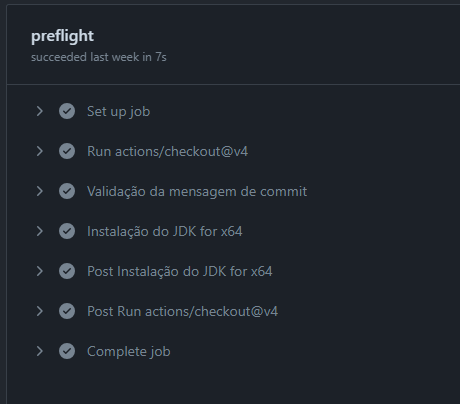 preflight
succeeded last week in 7s
Set up job
Run actions/checkout@v4
Validação da mensagem de commit
Instalação do JDK for x64
Post Instalação do JDK for x64
Post Run actions/checkout@v4
Complete job